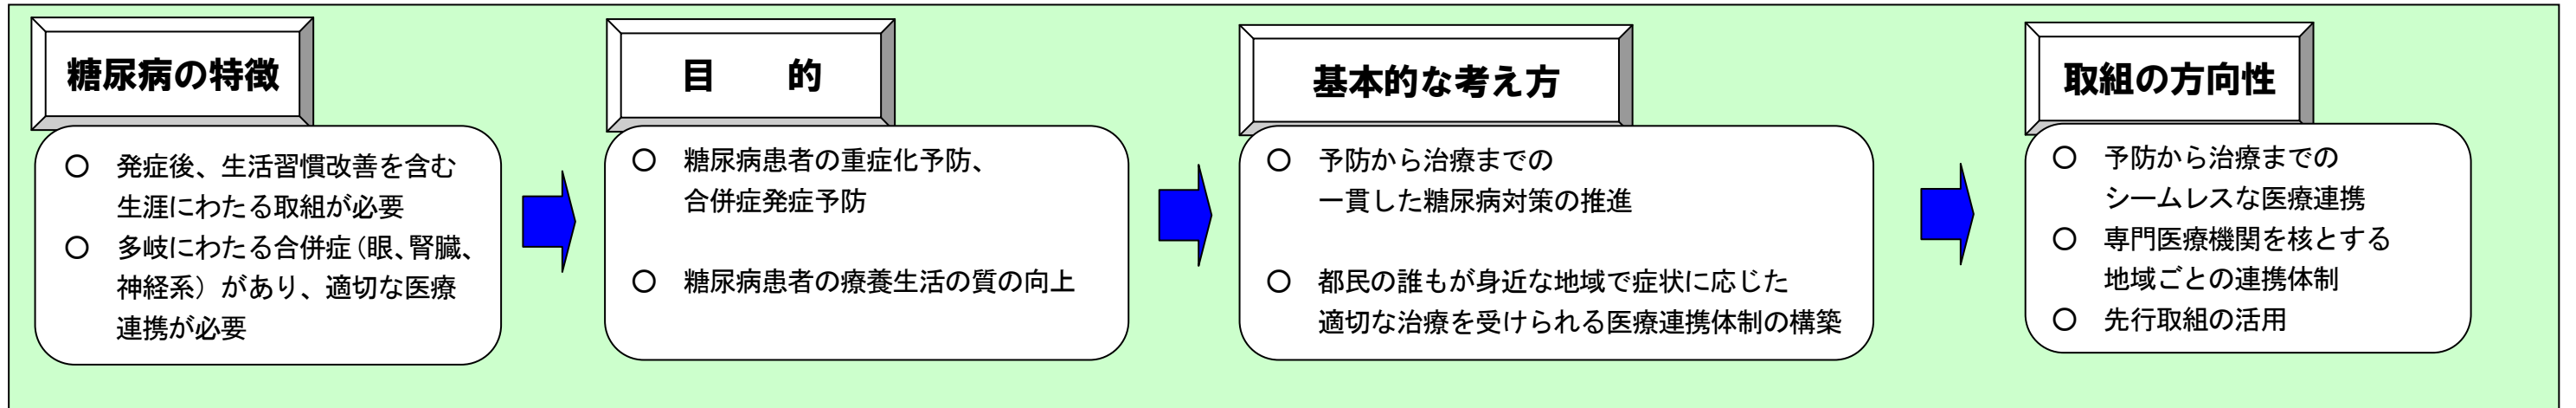 糖尿病の特徴
○ 発症後、生活習慣改善を含む
生涯にわたる取組が必要
○ 多岐にわたる合併症（眼、腎臓、
神経系）があり、適切な医療
連携が必要
目　的
○ 糖尿病患者の重症化予防、
合併症発症予防
○ 糖尿病患者の療養生活の質の向上
基本的な考え方
○ 予防から治療までの
一貫した糖尿病対策の推進
○ 都民の誰もが身近な地域で症状に応じた
適切な治療を受けられる医療連携体制の構築
取組の方向性
○ 予防から治療までの
シームレスな医療連携
○ 専門医療機関を核とする
地域ごとの連携体制
○ 先行取組の活用